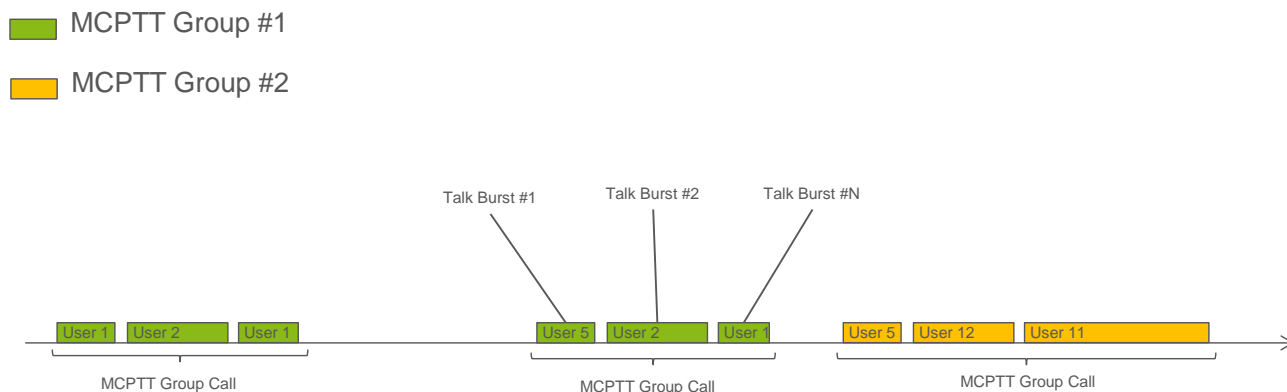 MCPTT Group #1
MCPTT Group #2
Talk Burst #1
Talk Burst #2
Talk Burst #N
User 1
User 2
User 1
User 5
User 2
User 1
User 5
User 12
User 11
MCPTT Group Call
MCPTT Group Call
MCPTT Group Call